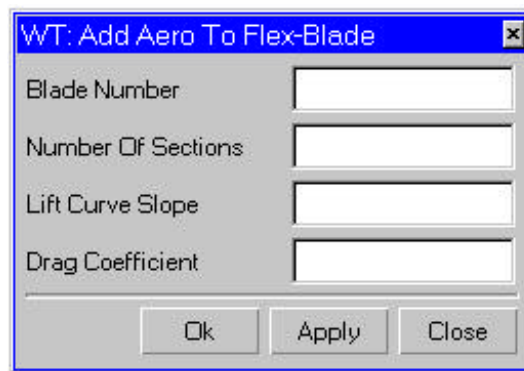 WT: Add Aero To Flex-Blade
Blade Number
Number Of Sections
Lift Curve Slope
Drag Coefficient
Ok Apply Close